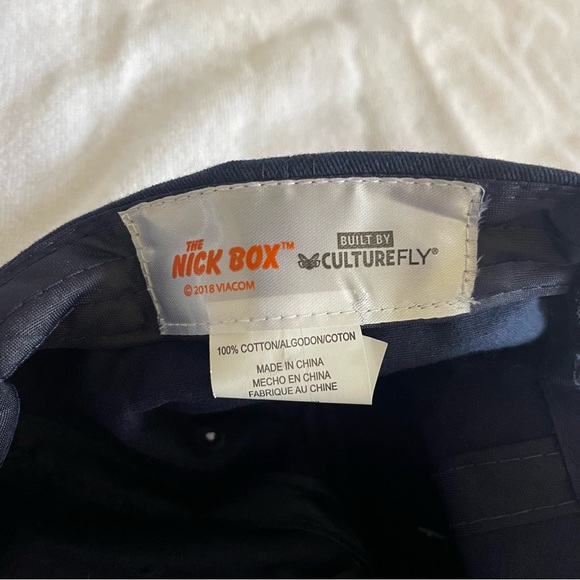 THE
NICK BOX™
© 2018 VIACOM
BUILT BY
CULTUREFLY®
100% COTTON/ALGODON/COTON
MADE IN CHINA
MECHO EN CHINA
FABRIQUE AU CHINE